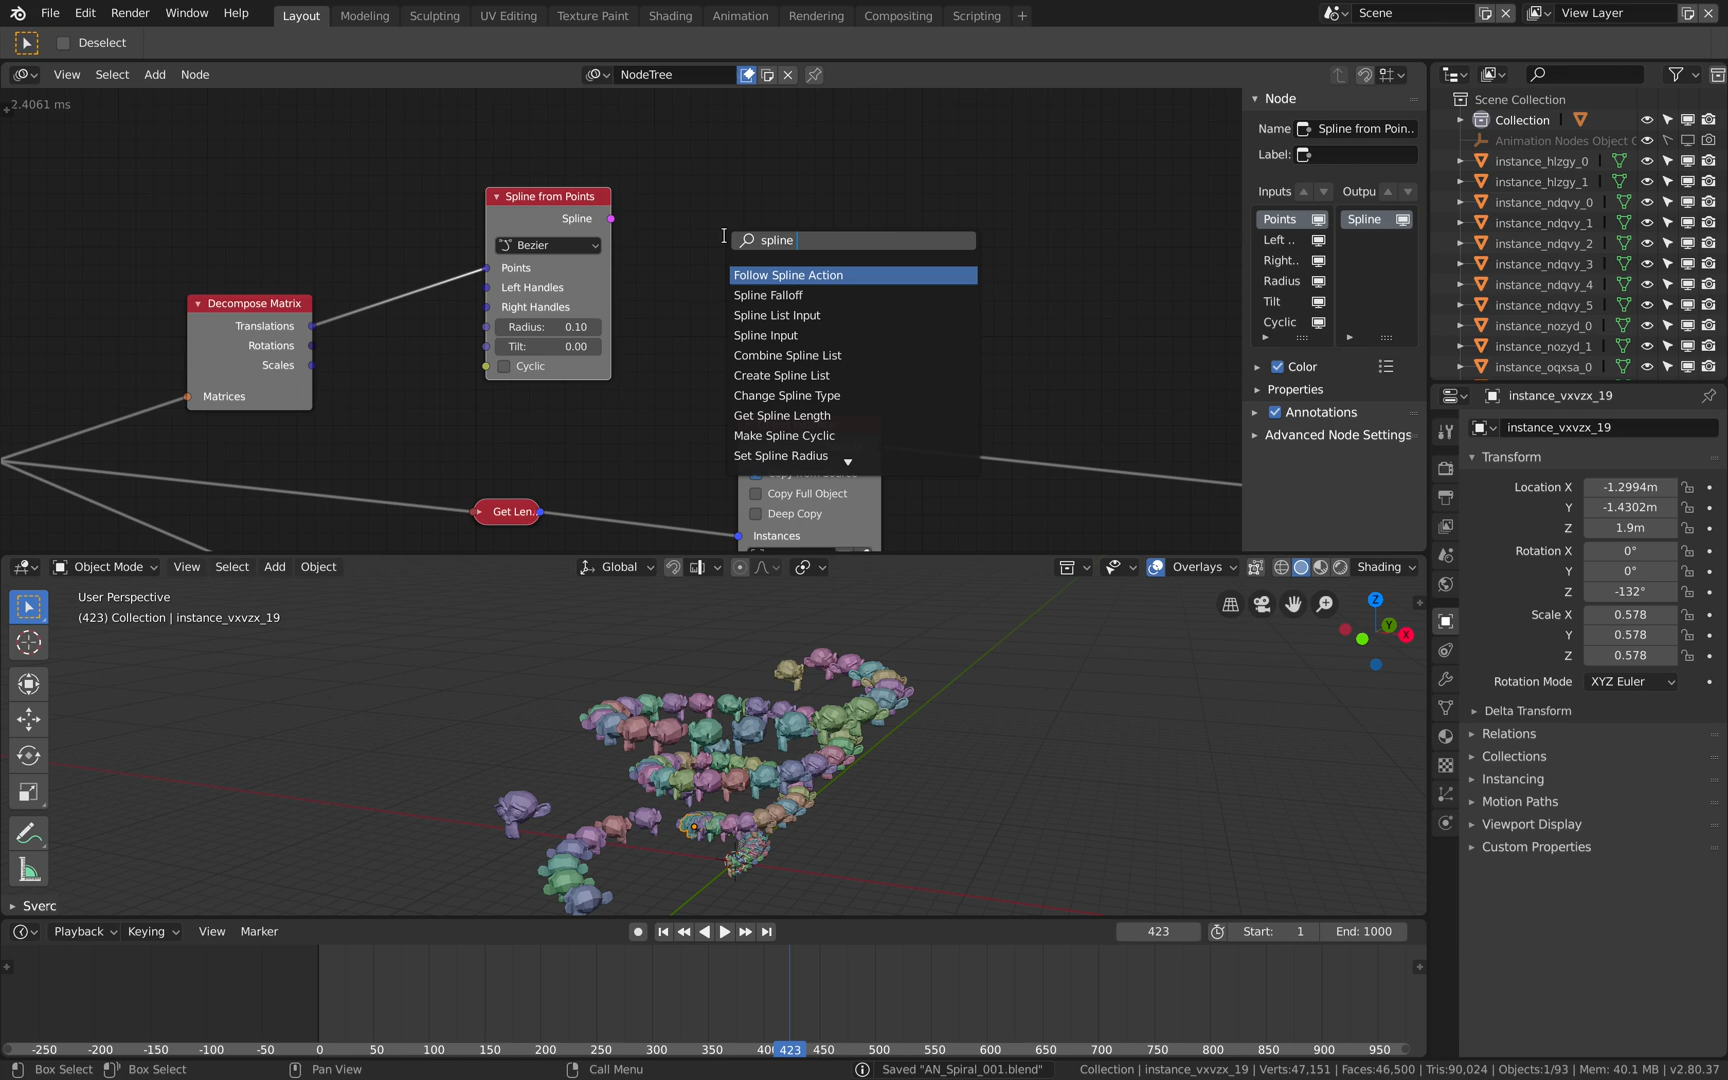 File Edit Render Window Help Layout Modeling Sculpting UV Editing Texture Paint Shading Animation Rendering Compositing Scripting + Scene View Layer
Deselect
View Select Add Node NodeTree
2.4061 ms
Spline from Points
Spline
Bezier
Points
Left Handles
Right Handles
Radius: 0.10
Tilt: 0.00
Cyclic
Decompose Matrix
Translations
Rotations
Scales
Matrices
Get Len..
spline
Follow Spline Action
Spline Falloff
Spline List Input
Spline Input
Combine Spline List
Create Spline List
Change Spline Type
Get Spline Length
Make Spline Cyclic
Set Spline Radius
Copy Full Object
Deep Copy
Instances
Node
Name Spline from Poin..
Label:
Inputs Outpu
Points Spline
Left ..
Right..
Radius
Tilt
Cyclic
Color
Properties
Annotations
Advanced Node Settings
Scene Collection
Collection
Animation Nodes Object C
instance_hlzgy_0
instance_hlzgy_1
instance_ndqvy_0
instance_ndqvy_1
instance_ndqvy_2
instance_ndqvy_3
instance_ndqvy_4
instance_ndqvy_5
instance_nozyd_0
instance_nozyd_1
instance_oqxsa_0
instance_vxvzx_19
instance_vxvzx_19
Transform
Location X -1.2994m
Y -1.4302m
Z 1.9m
Rotation X 0°
Y 0°
Z -132°
Scale X 0.578
Y 0.578
Z 0.578
Rotation Mode XYZ Euler
Delta Transform
Relations
Collections
Instancing
Motion Paths
Viewport Display
Custom Properties
Object Mode View Select Add Object Global Overlays Shading
User Perspective
(423) Collection | instance_vxvzx_19
Z
Y
X
Sverc
Playback Keying View Marker 423 Start: 1 End: 1000
-250 -200 -150 -100 -50 0 50 100 150 200 250 300 350 400 423 450 500 550 600 650 700 750 800 850 900 950
Box Select Box Select Pan View Call Menu Saved "AN_Spiral_001.blend" Collection | instance_vxvzx_19 | Verts:47,151 | Faces:46,500 | Tris:90,024 | Objects:1/93 | Mem: 40.1 MB | v2.80.37